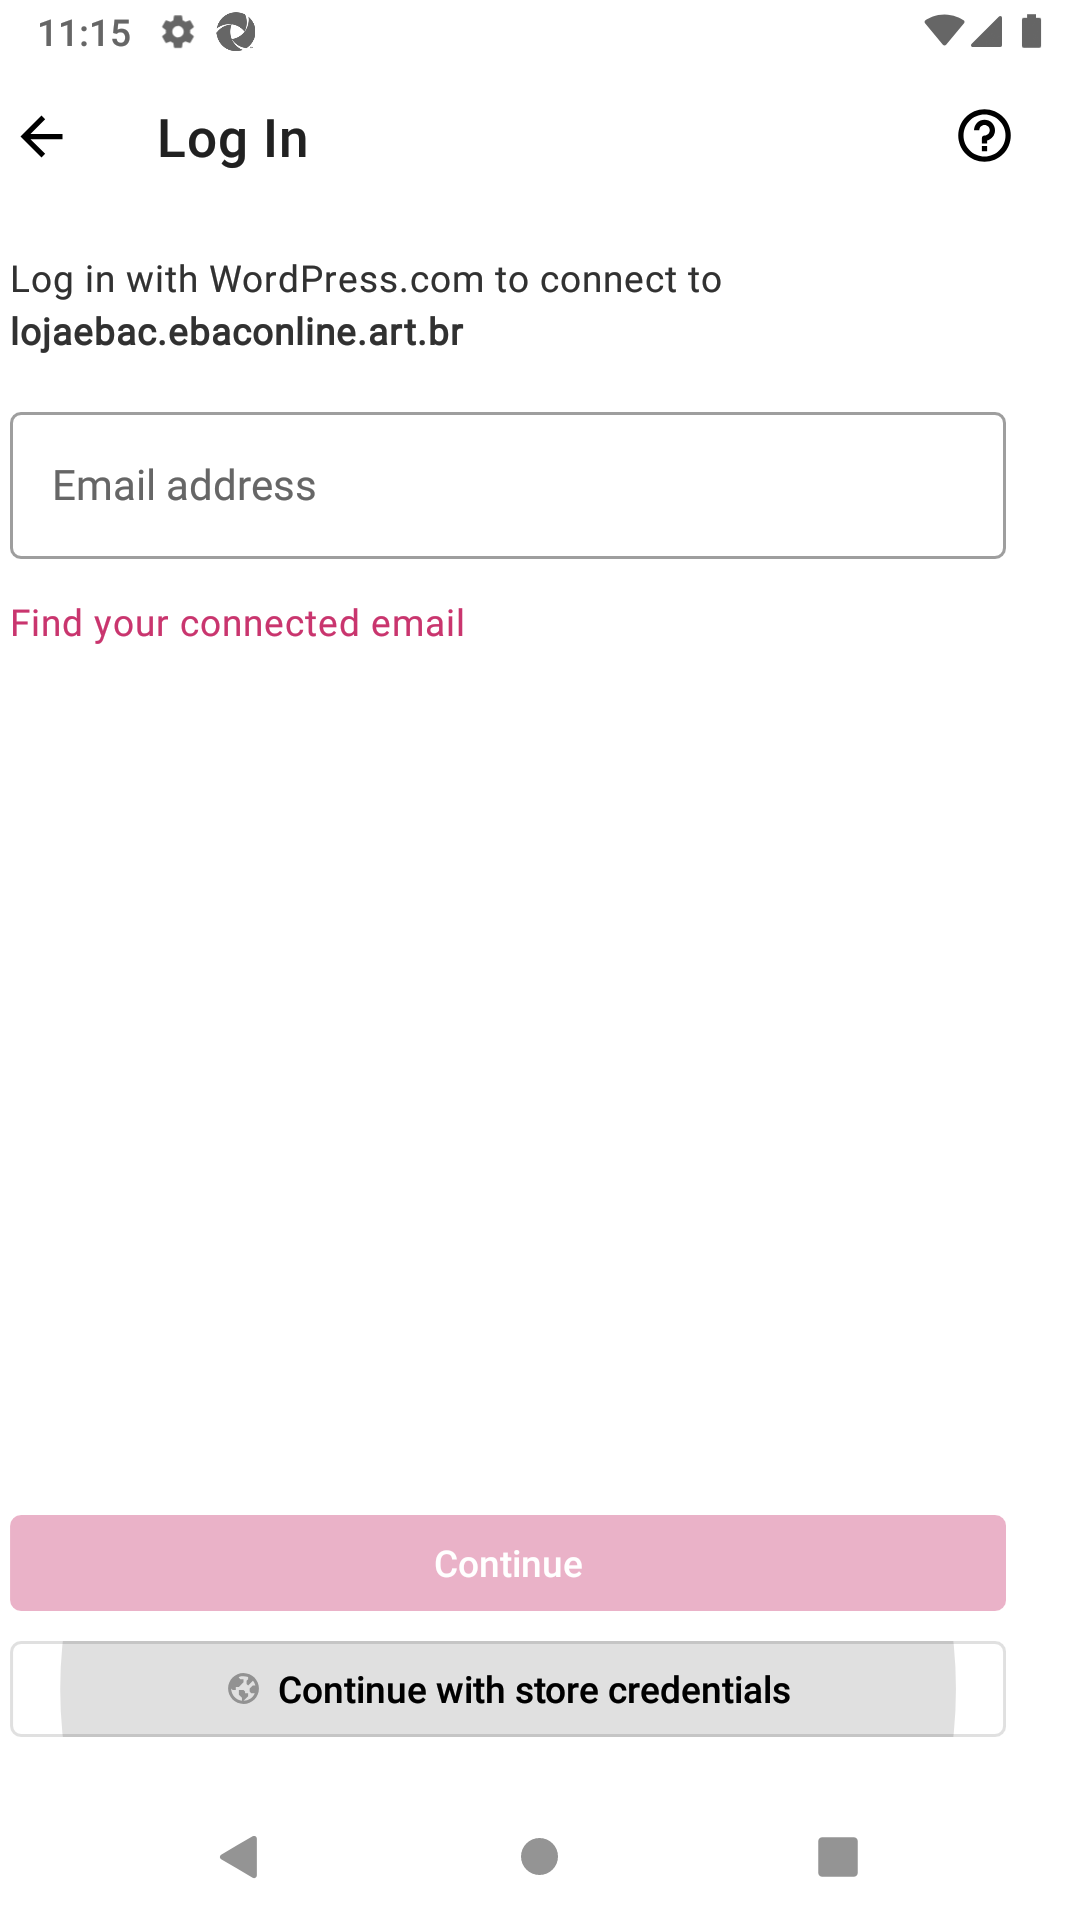 11:15
Log In
Log in with WordPress.com to connect to
lojaebac.ebaconline.art.br
Email address
Find your connected email
Continue
Continue with store credentials